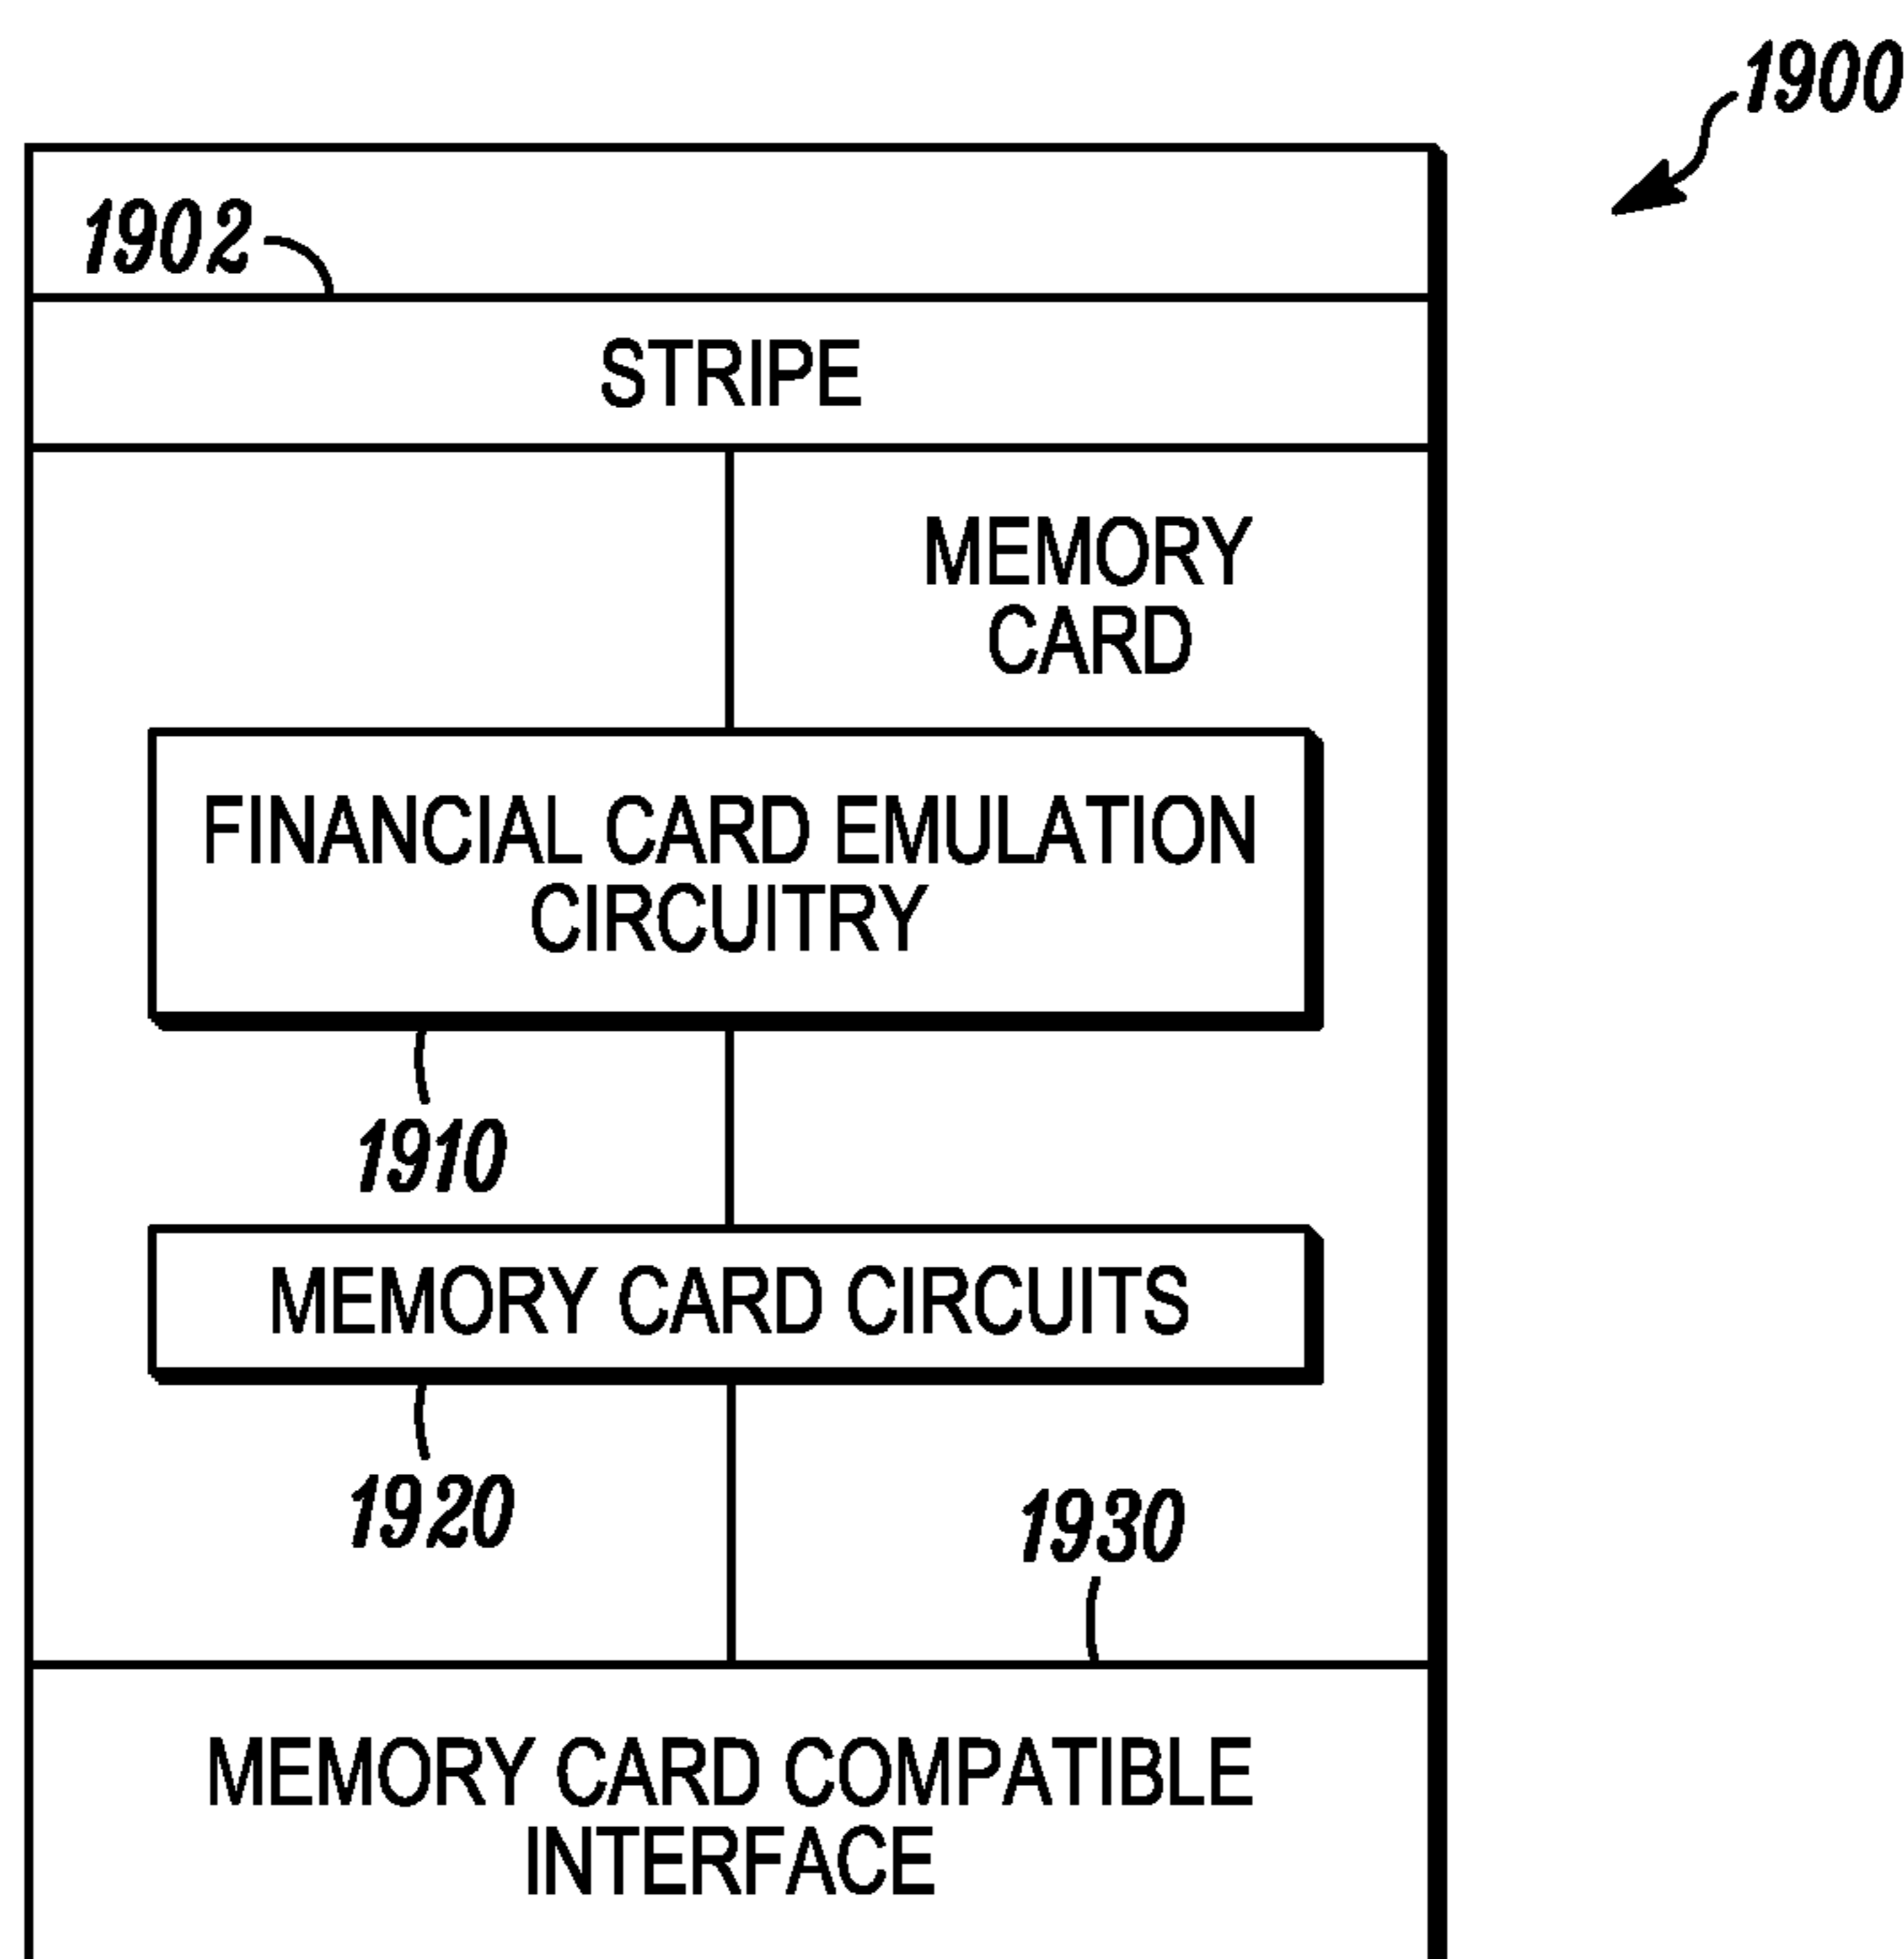 1900
1902
STRIPE
MEMORY
CARD
FINANCIAL CARD EMULATION
CIRCUITRY
1910
MEMORY CARD CIRCUITS
1920
1930
MEMORY CARD COMPATIBLE
INTERFACE